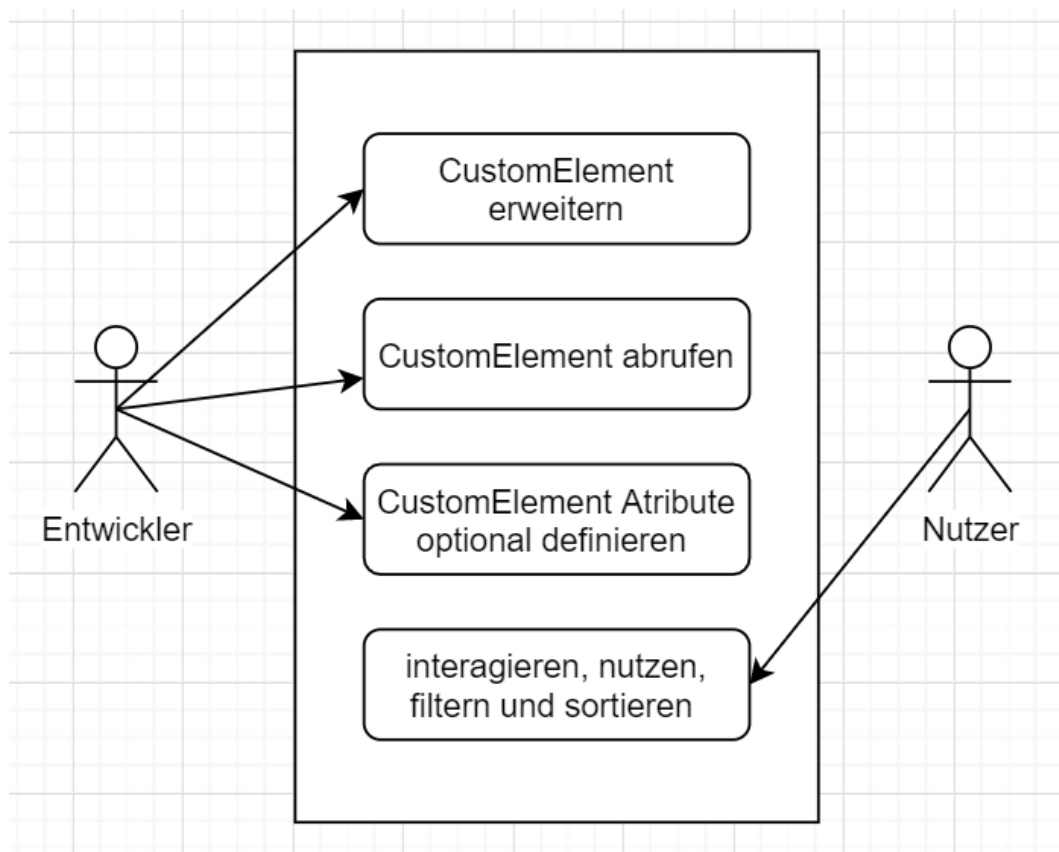 CustomElement
erweitern
CustomElement abrufen
CustomElement Atribute
optional definieren
Entwickler
Nutzer
interagieren, nutzen,
filtern und sortieren